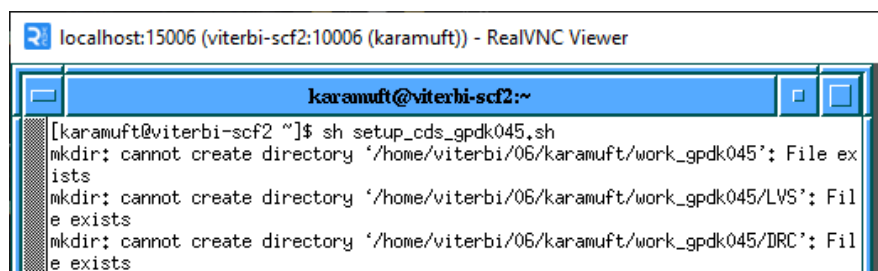 localhost:15006 (viterbi-scf2:10006 (karamuft)) - RealVNC Viewer
karamuft@viterbi-scf2:~
[karamuft@viterbi-scf2 ~]$ sh setup_cds_gpdk045.sh
mkdir: cannot create directory ‘/home/viterbi/06/karamuft/work_gpdk045’: File ex
ists
mkdir: cannot create directory ‘/home/viterbi/06/karamuft/work_gpdk045/LVS’: Fil
e exists
mkdir: cannot create directory ‘/home/viterbi/06/karamuft/work_gpdk045/DRC’: Fil
e exists